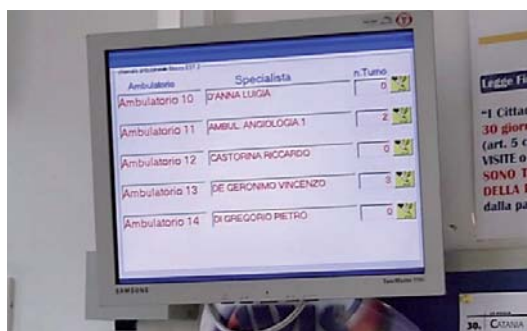 Ambulatorio Specialista n.Turno
Ambulatorio 10 D'ANNA LUIGIA 0
Ambulatorio 11 AMBUL. ANGIOLOGIA 1 2
Ambulatorio 12 CASTORINA RICCARDO 0
Ambulatorio 13 DE GERONIMO VINCENZO 3
Ambulatorio 14 DI GREGORIO PIETRO 0
SAMSUNG
Legge Fi
"I Cittad
30 giorn
(art. 5 c
VISITE o
SONO T
DELLA
dalla pa
30. CATANIA